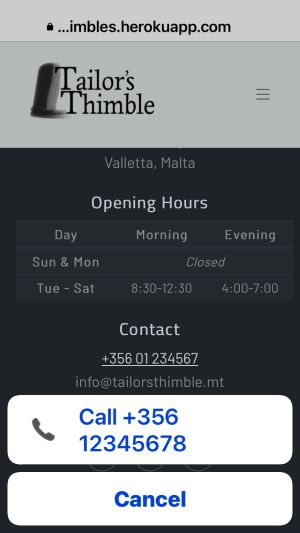 ...imbles.herokuapp.com
Tailor's
Thimble
Valletta, Malta
Opening Hours
Day Morning Evening
Sun & Mon Closed
Tue - Sat 8:30-12:30 4:00-7:00
Contact
+356 01 234567
info@tailorsthimble.mt
Call +356
12345678
Cancel